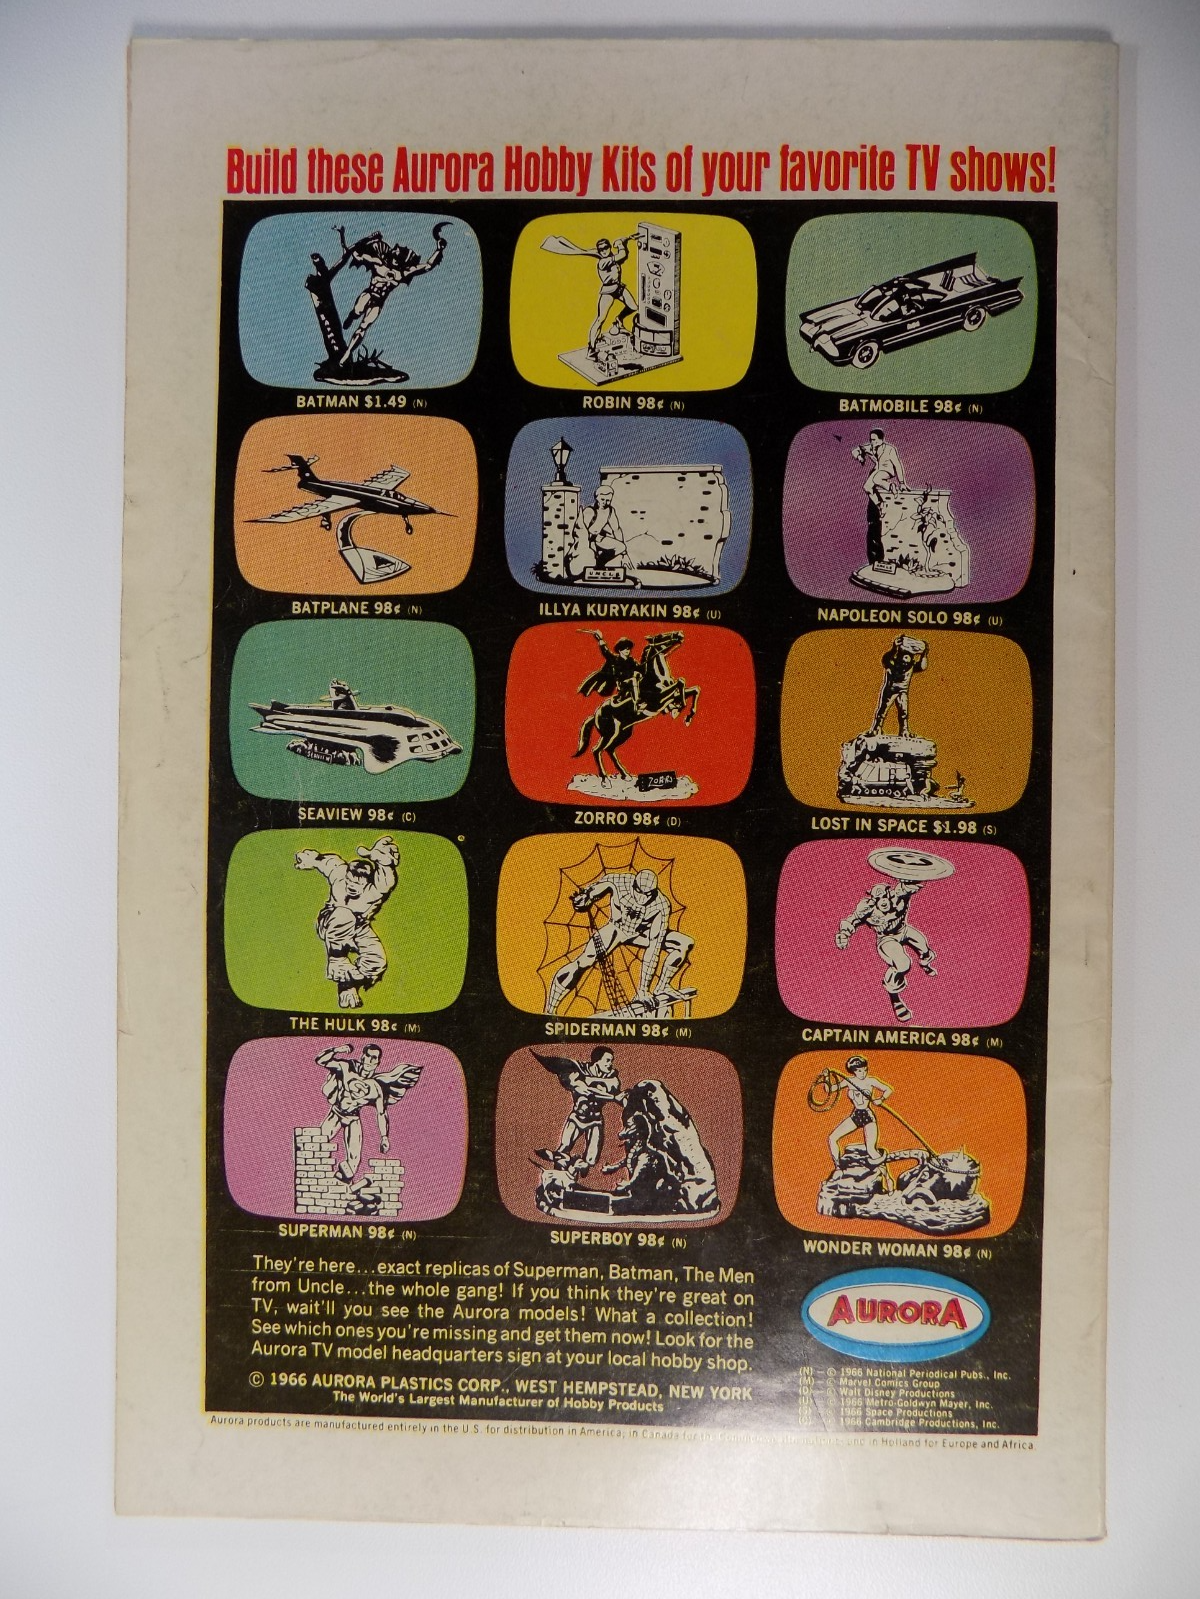 Build these Aurora Hobby Kits of your favorite TV shows!
BATMAN $1.49 (N)
ROBIN 98¢ (N)
BATMOBILE 98¢ (N)
UNCLE
BATPLANE 98¢ (N)
ILLYA KURYAKIN 98¢ (U)
NAPOLEON SOLO 98¢ (U)
SEAVIEW
ZORRO
SEAVIEW 98¢ (C)
ZORRO 98¢ (D)
LOST IN SPACE $1.98 (S)
THE HULK 98¢ (M)
SPIDERMAN 98¢ (M)
CAPTAIN AMERICA 98¢ (M)
SUPERMAN 98¢ (N)
SUPERBOY 98¢ (N)
WONDER WOMAN 98¢ (N)
They're here...exact replicas of Superman, Batman, The Men
from Uncle...the whole gang! If you think they're great on
TV, wait'll you see the Aurora models! What a collection!
See which ones you're missing and get them now! Look for the
Aurora TV model headquarters sign at your local hobby shop.
© 1966 AURORA PLASTICS CORP., WEST HEMPSTEAD, NEW YORK
The World's Largest Manufacturer of Hobby Products
AURORA
(N) — © 1966 National Periodical Pubs., Inc.
(M) — © Marvel Comics Group
(D) — © Walt Disney Productions
(U) © 1966 Metro-Goldwyn Mayer, Inc.
(S) © 1966 Space Productions
(C) © 1966 Cambridge Productions, Inc.
Aurora products are manufactured entirely in the U.S. for distribution in America; in Canada for the and in Holland for Europe and Africa